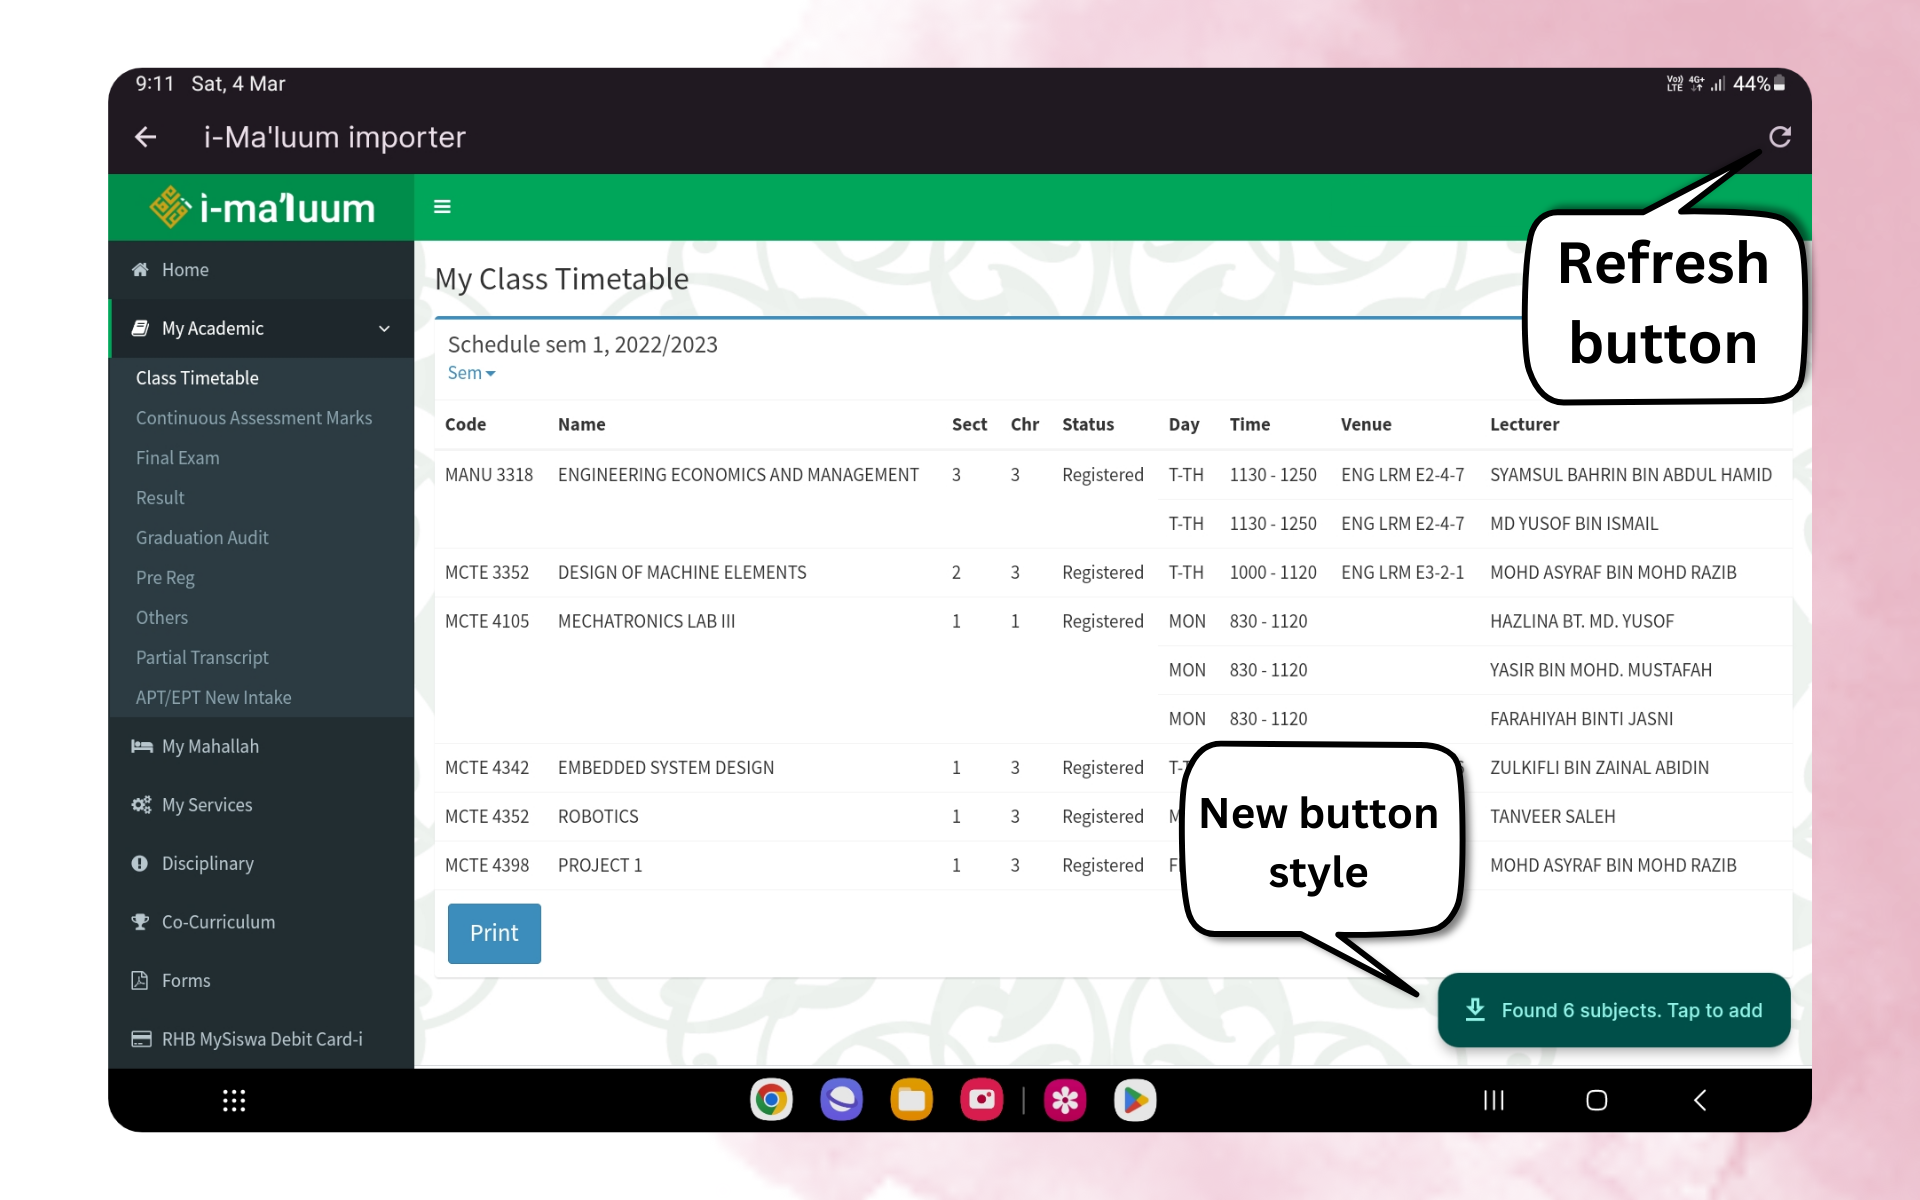 9:11 Sat, 4 Mar
Vo)) LTE 4G+ 44%
i-Ma'luum importer
i-ma'luum
Refresh
button
Home
My Academic
Class Timetable
Continuous Assessment Marks
Final Exam
Result
Graduation Audit
Pre Reg
Others
Partial Transcript
APT/EPT New Intake
My Mahallah
My Services
Disciplinary
Co-Curriculum
Forms
RHB MySiswa Debit Card-i
My Class Timetable
Schedule sem 1, 2022/2023
Sem
Code Name Sect Chr Status Day Time Venue Lecturer
MANU 3318 ENGINEERING ECONOMICS AND MANAGEMENT 3 3 Registered T-TH 1130 - 1250 ENG LRM E2-4-7 SYAMSUL BAHRIN BIN ABDUL HAMID
T-TH 1130 - 1250 ENG LRM E2-4-7 MD YUSOF BIN ISMAIL
MCTE 3352 DESIGN OF MACHINE ELEMENTS 2 3 Registered T-TH 1000 - 1120 ENG LRM E3-2-1 MOHD ASYRAF BIN MOHD RAZIB
MCTE 4105 MECHATRONICS LAB III 1 1 Registered MON 830 - 1120 HAZLINA BT. MD. YUSOF
MON 830 - 1120 YASIR BIN MOHD. MUSTAFAH
MON 830 - 1120 FARAHIYAH BINTI JASNI
MCTE 4342 EMBEDDED SYSTEM DESIGN 1 3 Registered ZULKIFLI BIN ZAINAL ABIDIN
MCTE 4352 ROBOTICS 1 3 Registered TANVEER SALEH
MCTE 4398 PROJECT 1 1 3 Registered MOHD ASYRAF BIN MOHD RAZIB
New button
style
Print
Found 6 subjects. Tap to add